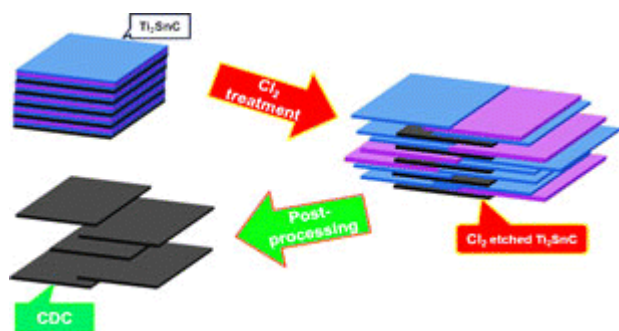 Ti₂SnC
Cl₂
treatment
Post-
processing
Cl₂ etched Ti₂SnC
CDC